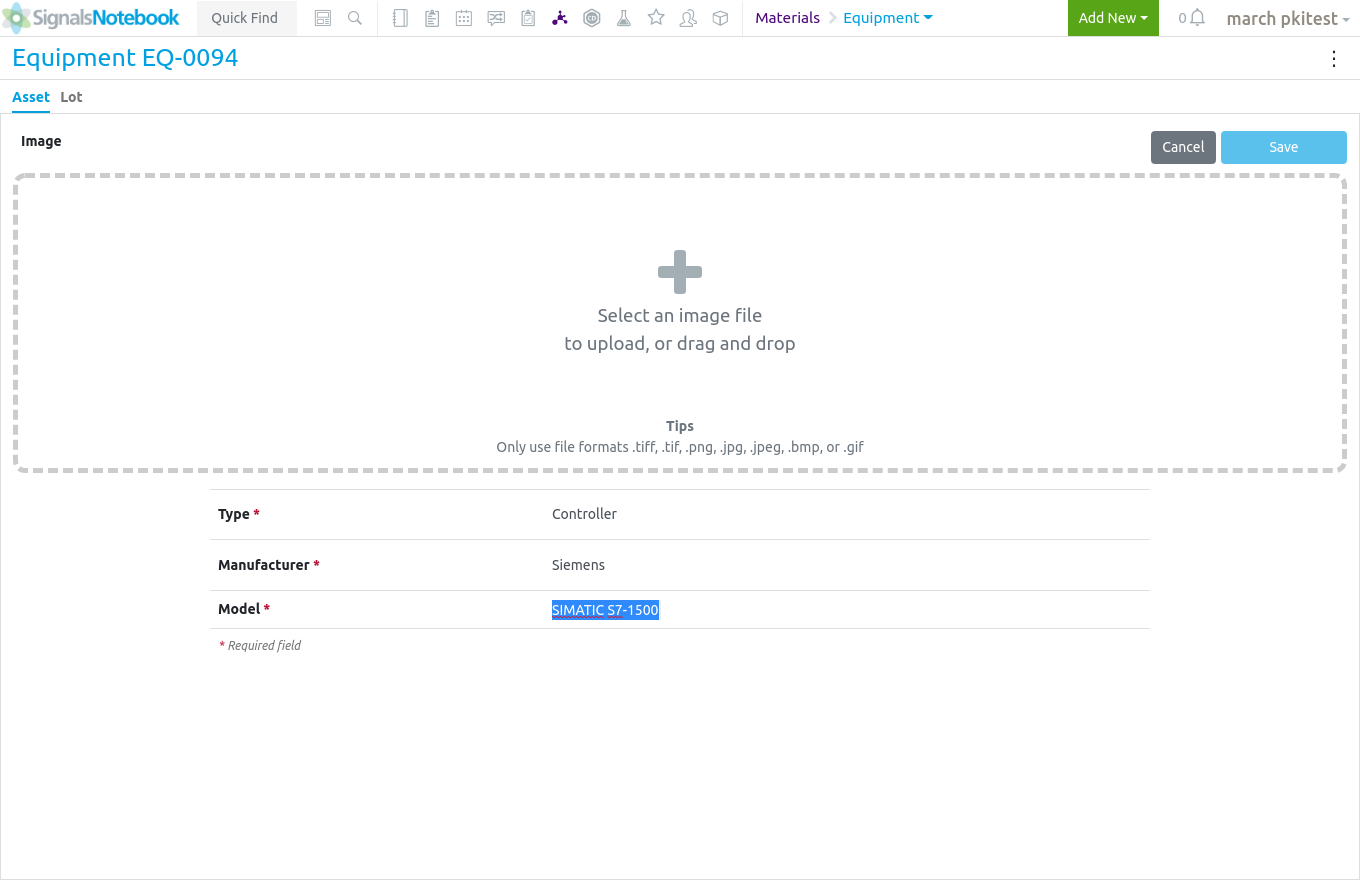 SignalsNotebook Quick Find Materials Equipment Add New 0 march pkitest
Equipment EQ-0094
Asset Lot
Image Cancel Save
Select an image file
to upload, or drag and drop
Tips
Only use file formats .tiff, .tif, .png, .jpg, .jpeg, .bmp, or .gif
Type * Controller
Manufacturer * Siemens
Model * SIMATIC S7-1500
* Required field